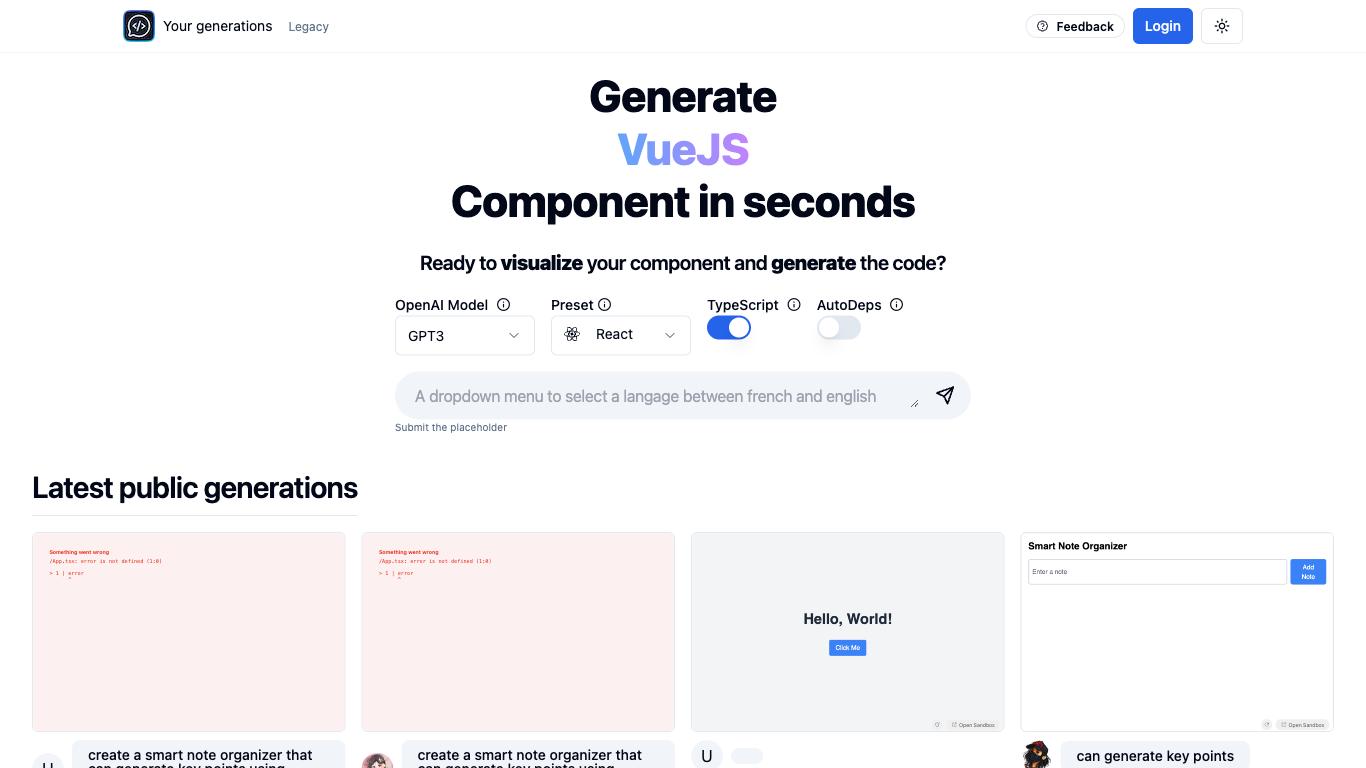 Your generations
Legacy
Feedback
Login
Generate
VueJS
Component in seconds
Ready to visualize your component and generate the code?
OpenAI Model
Preset
TypeScript
AutoDeps
GPT3
React
A dropdown menu to select a langage between french and english
Submit the placeholder
Latest public generations
Something went wrong
/App.tsx: error is not defined (1:0)
> 1 | error
^
Something went wrong
/App.tsx: error is not defined (1:0)
> 1 | error
^
Hello, World!
Click Me
Open Sandbox
Smart Note Organizer
Enter a note
Add
Note
Open Sandbox
U
create a smart note organizer that
can generate key points using
create a smart note organizer that
can generate key points using
U
can generate key points